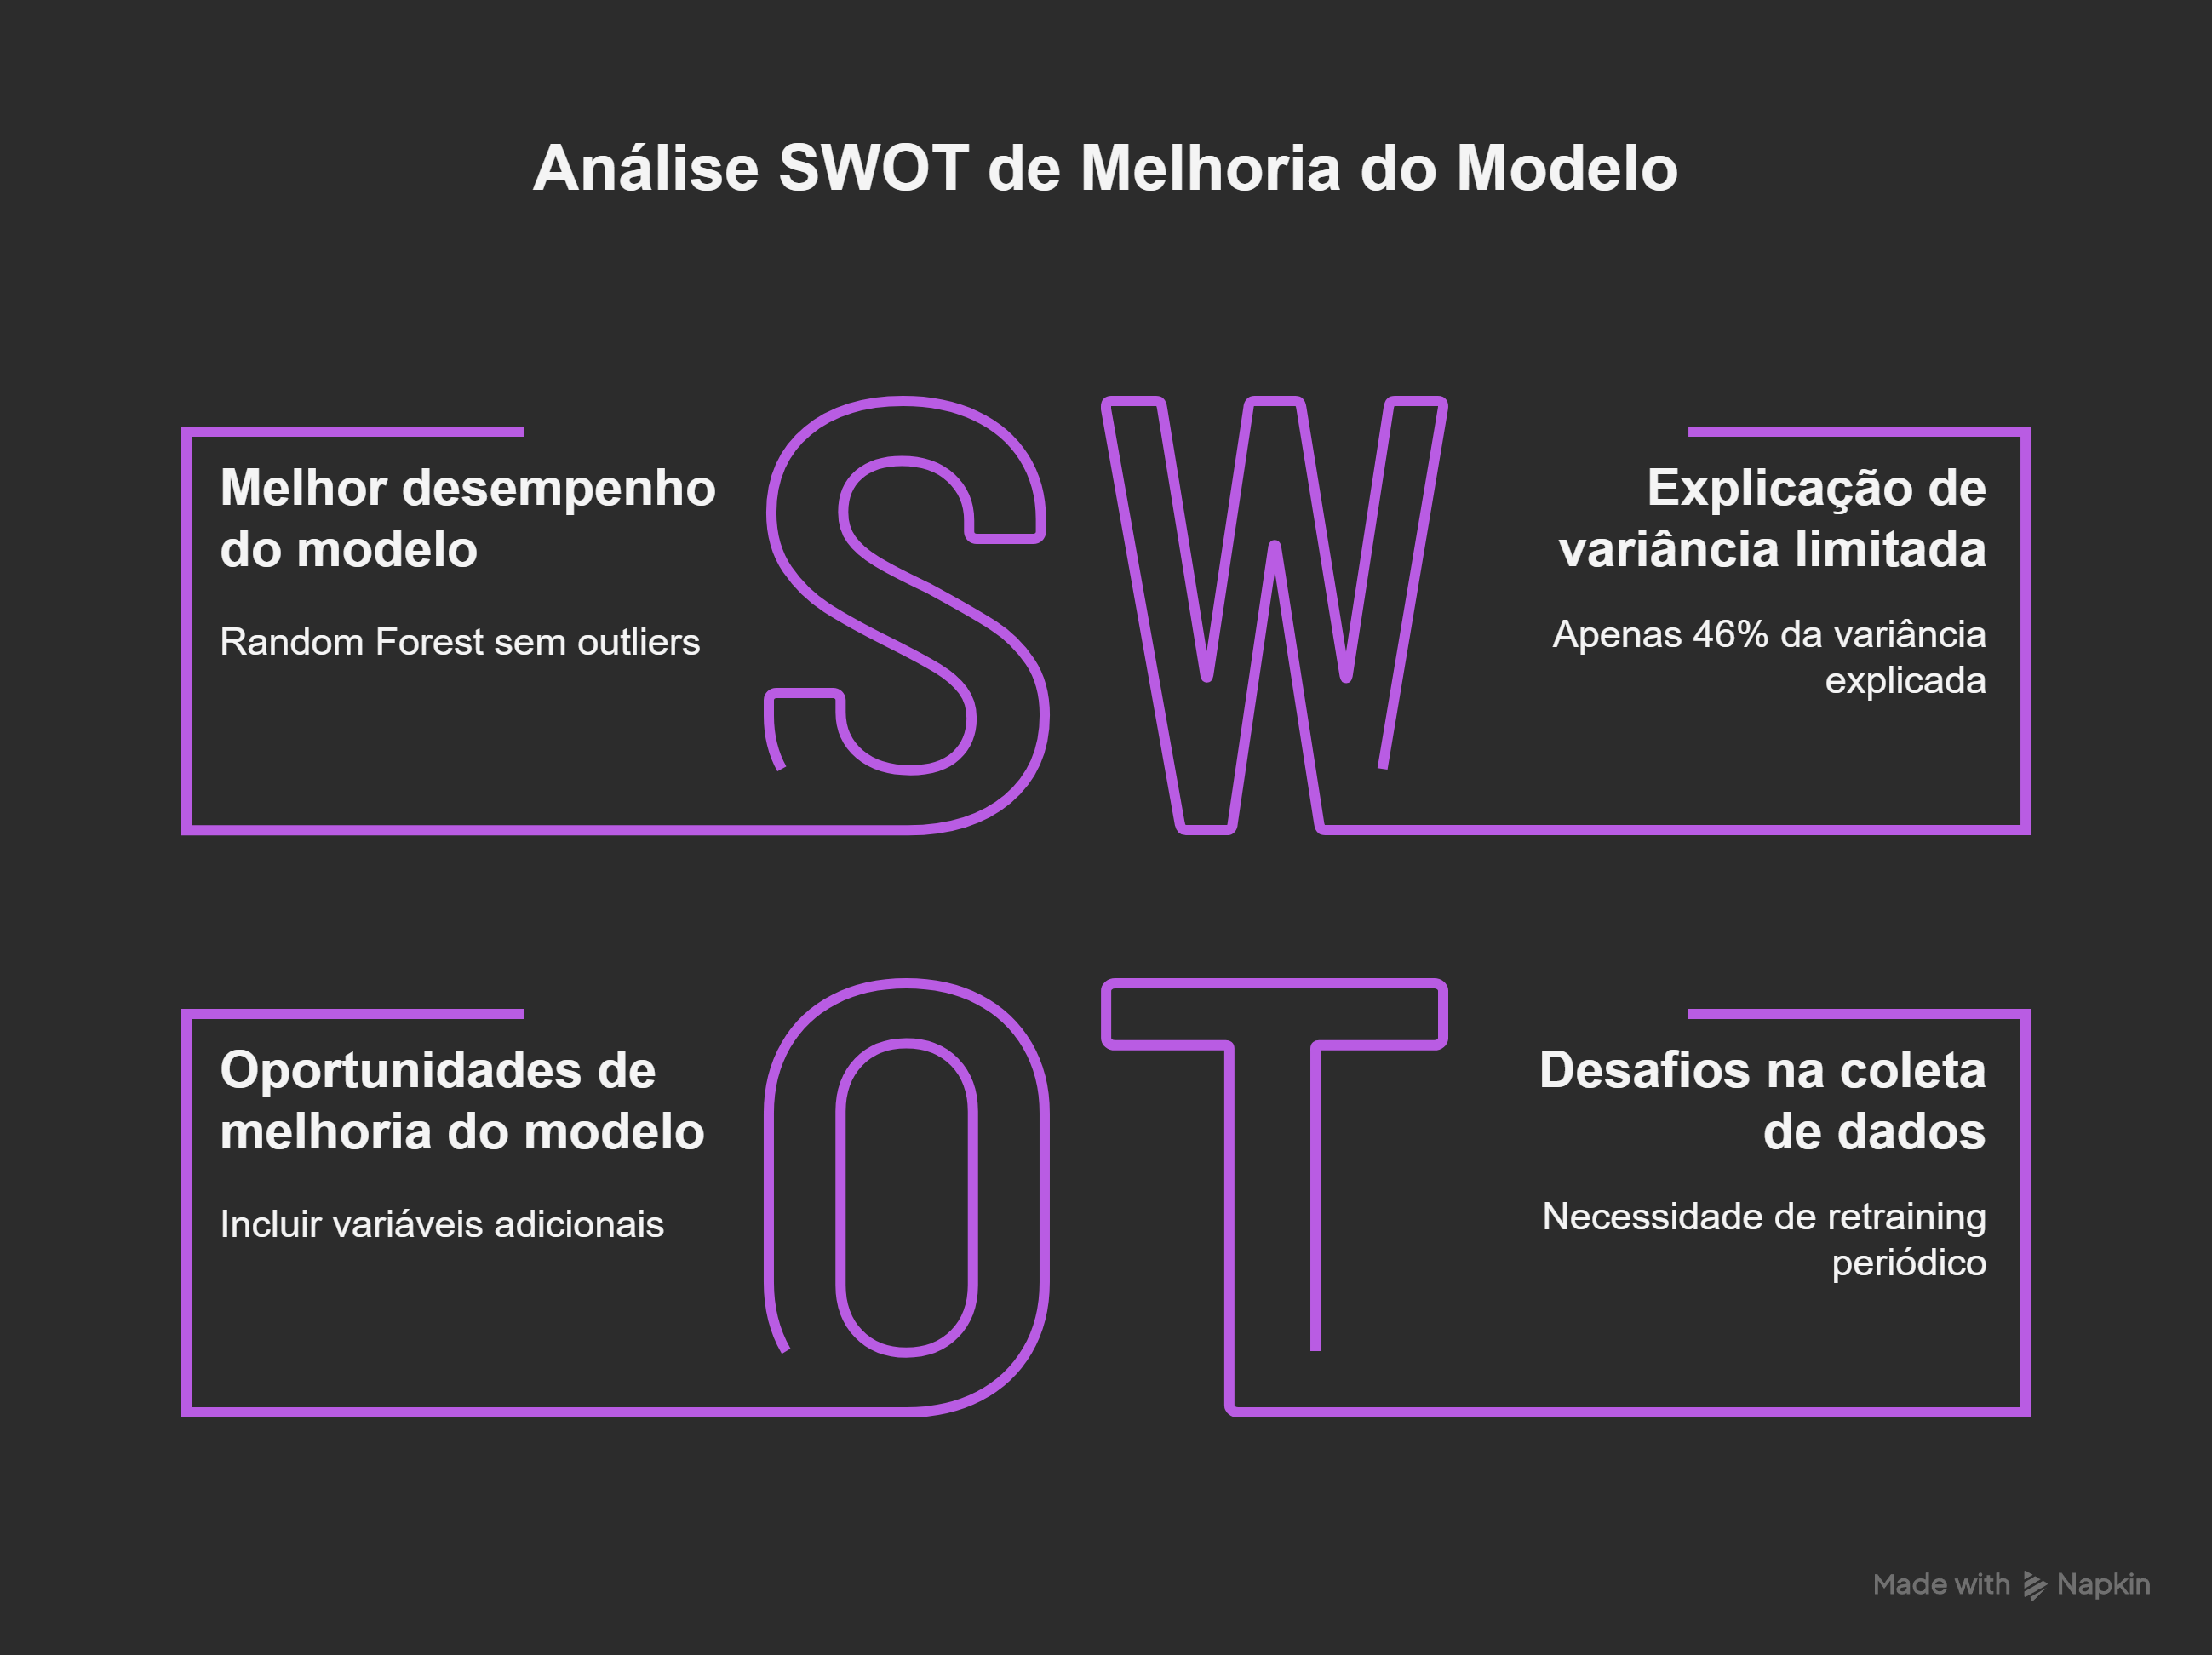 Análise SWOT de Melhoria do Modelo
Melhor desempenho
do modelo
Random Forest sem outliers
S
W
Explicação de
variância limitada
Apenas 46% da variância
explicada
Oportunidades de
melhoria do modelo
Incluir variáveis adicionais
O
T
Desafios na coleta
de dados
Necessidade de retraining
periódico
Made with Napkin